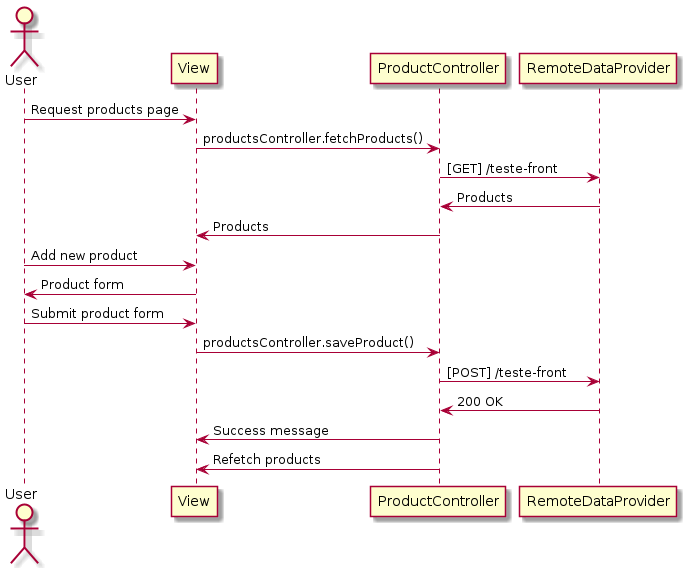 User
View
ProductController
RemoteDataProvider
Request products page
productsController.fetchProducts()
[GET] /teste-front
Products
Products
Add new product
Product form
Submit product form
productsController.saveProduct()
[POST] /teste-front
200 OK
Success message
Refetch products
User
View
ProductController
RemoteDataProvider